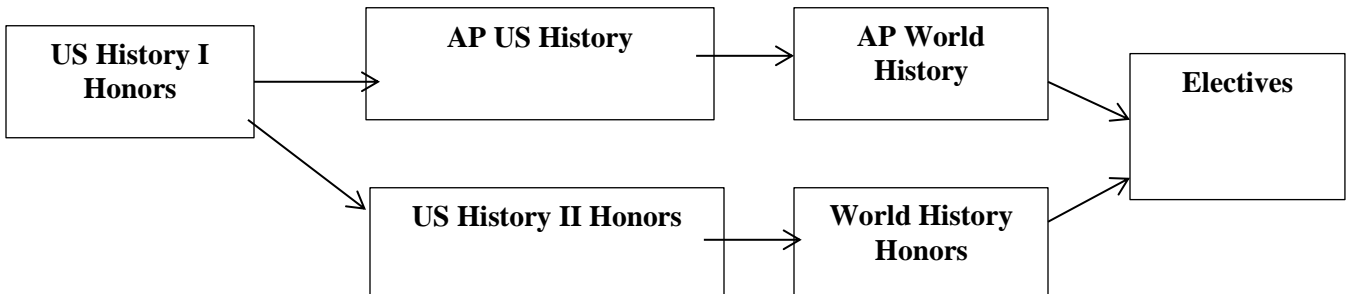 US History I
Honors
AP US History
AP World
History
Electives
US History II Honors
World History
Honors